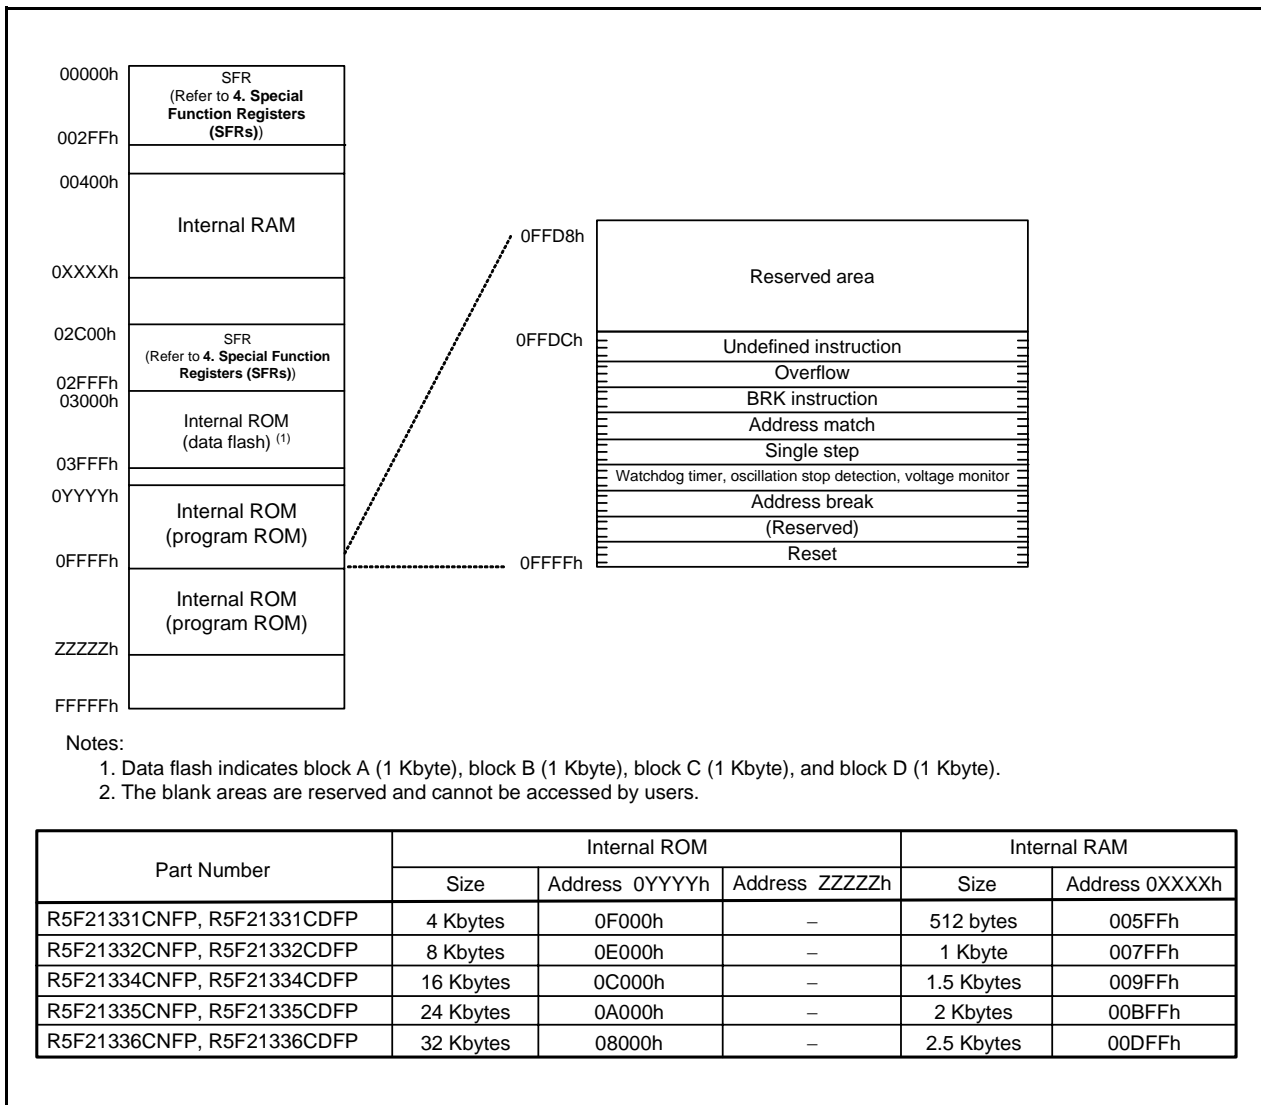 00000h
SFR
(Refer to 4. Special
Function Registers
(SFRs))
002FFh
00400h
Internal RAM
0XXXXh
02C00h
SFR
(Refer to 4. Special Function
Registers (SFRs))
02FFFh
03000h
Internal ROM
(data flash) (1)
03FFFh
0YYYYh
Internal ROM
(program ROM)
0FFFFh
Internal ROM
(program ROM)
ZZZZZh
FFFFFh
0FFD8h
Reserved area
0FFDCh
Undefined instruction
Overflow
BRK instruction
Address match
Single step
Watchdog timer, oscillation stop detection, voltage monitor
Address break
(Reserved)
Reset
0FFFFh
Notes:
1. Data flash indicates block A (1 Kbyte), block B (1 Kbyte), block C (1 Kbyte), and block D (1 Kbyte).
2. The blank areas are reserved and cannot be accessed by users.
Part Number Internal ROM Internal RAM
Size Address 0YYYYh Address ZZZZZh Size Address 0XXXXh
R5F21331CNFP, R5F21331CDFP 4 Kbytes 0F000h – 512 bytes 005FFh
R5F21332CNFP, R5F21332CDFP 8 Kbytes 0E000h – 1 Kbyte 007FFh
R5F21334CNFP, R5F21334CDFP 16 Kbytes 0C000h – 1.5 Kbytes 009FFh
R5F21335CNFP, R5F21335CDFP 24 Kbytes 0A000h – 2 Kbytes 00BFFh
R5F21336CNFP, R5F21336CDFP 32 Kbytes 08000h – 2.5 Kbytes 00DFFh